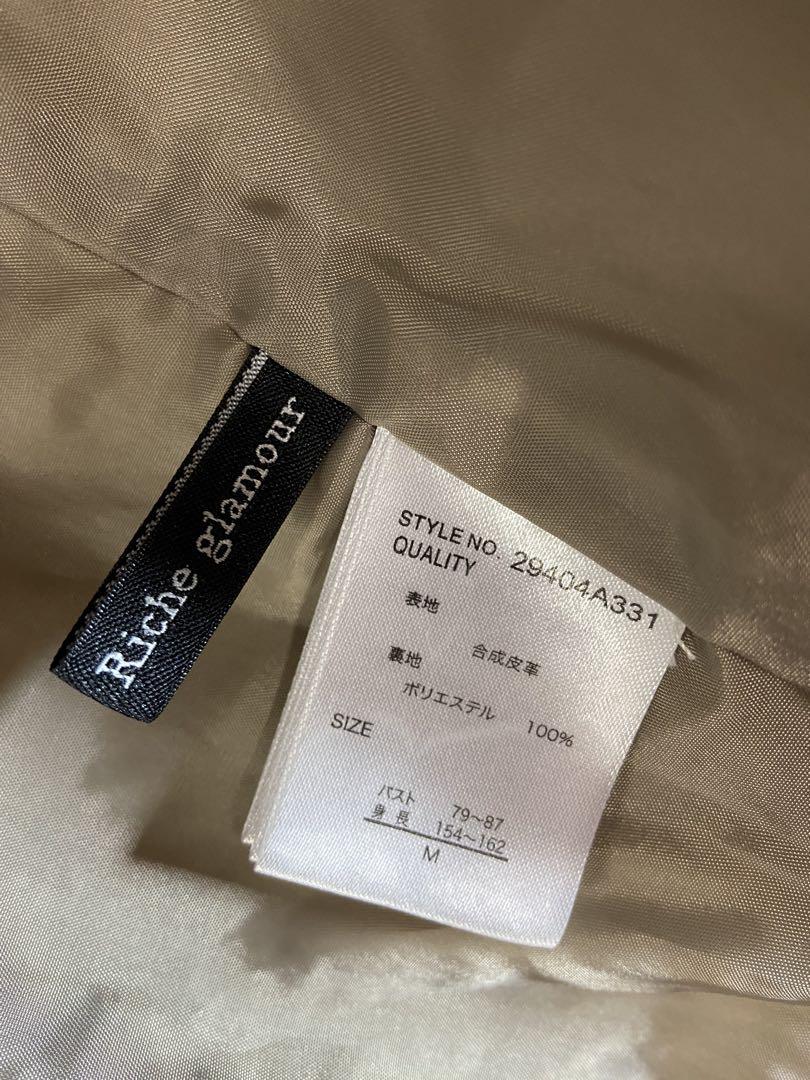 Riche glamour
STYLE NO. 29404A331
QUALITY
表地
合成皮革
裏地
ポリエステル 100%
SIZE
バスト 79~87
身長 154~162
M